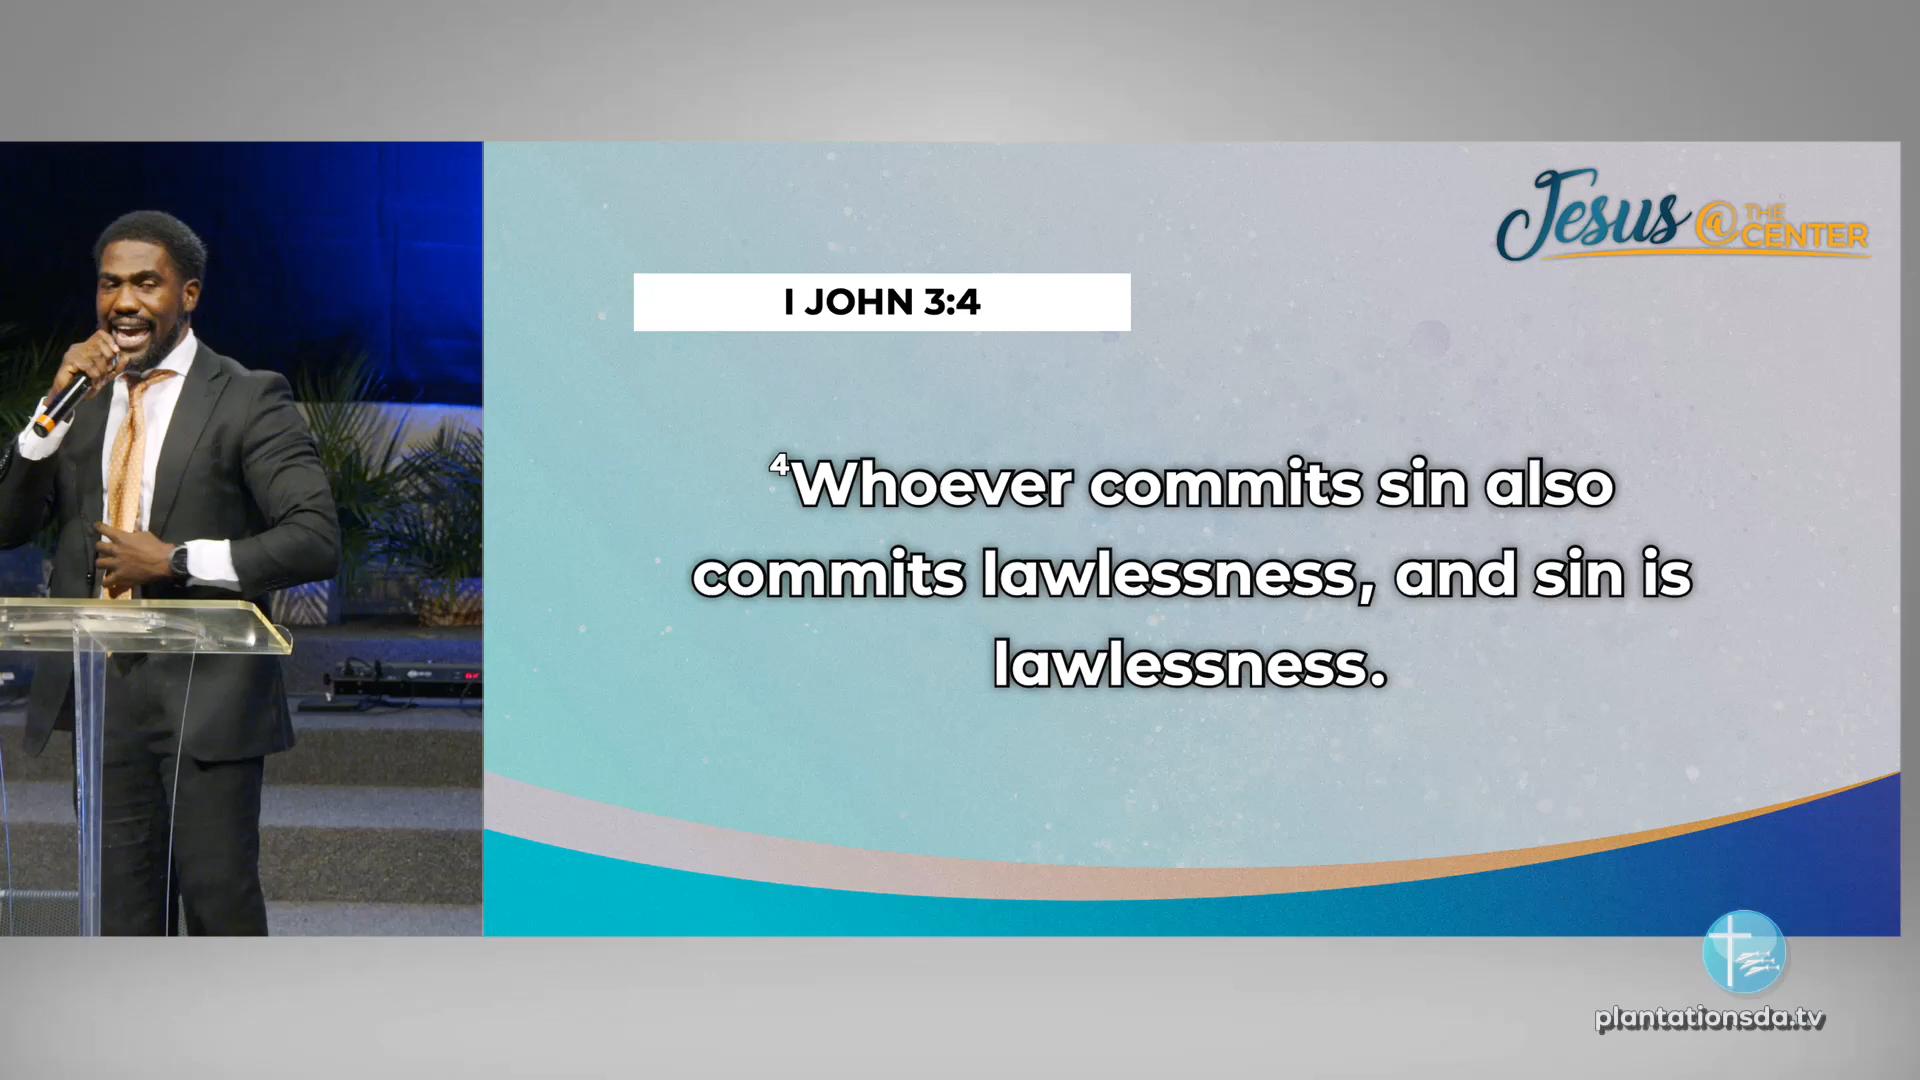 Jesus @ THE CENTER
I JOHN 3:4
⁴Whoever commits sin also
commits lawlessness, and sin is
lawlessness.
plantationsda.tv